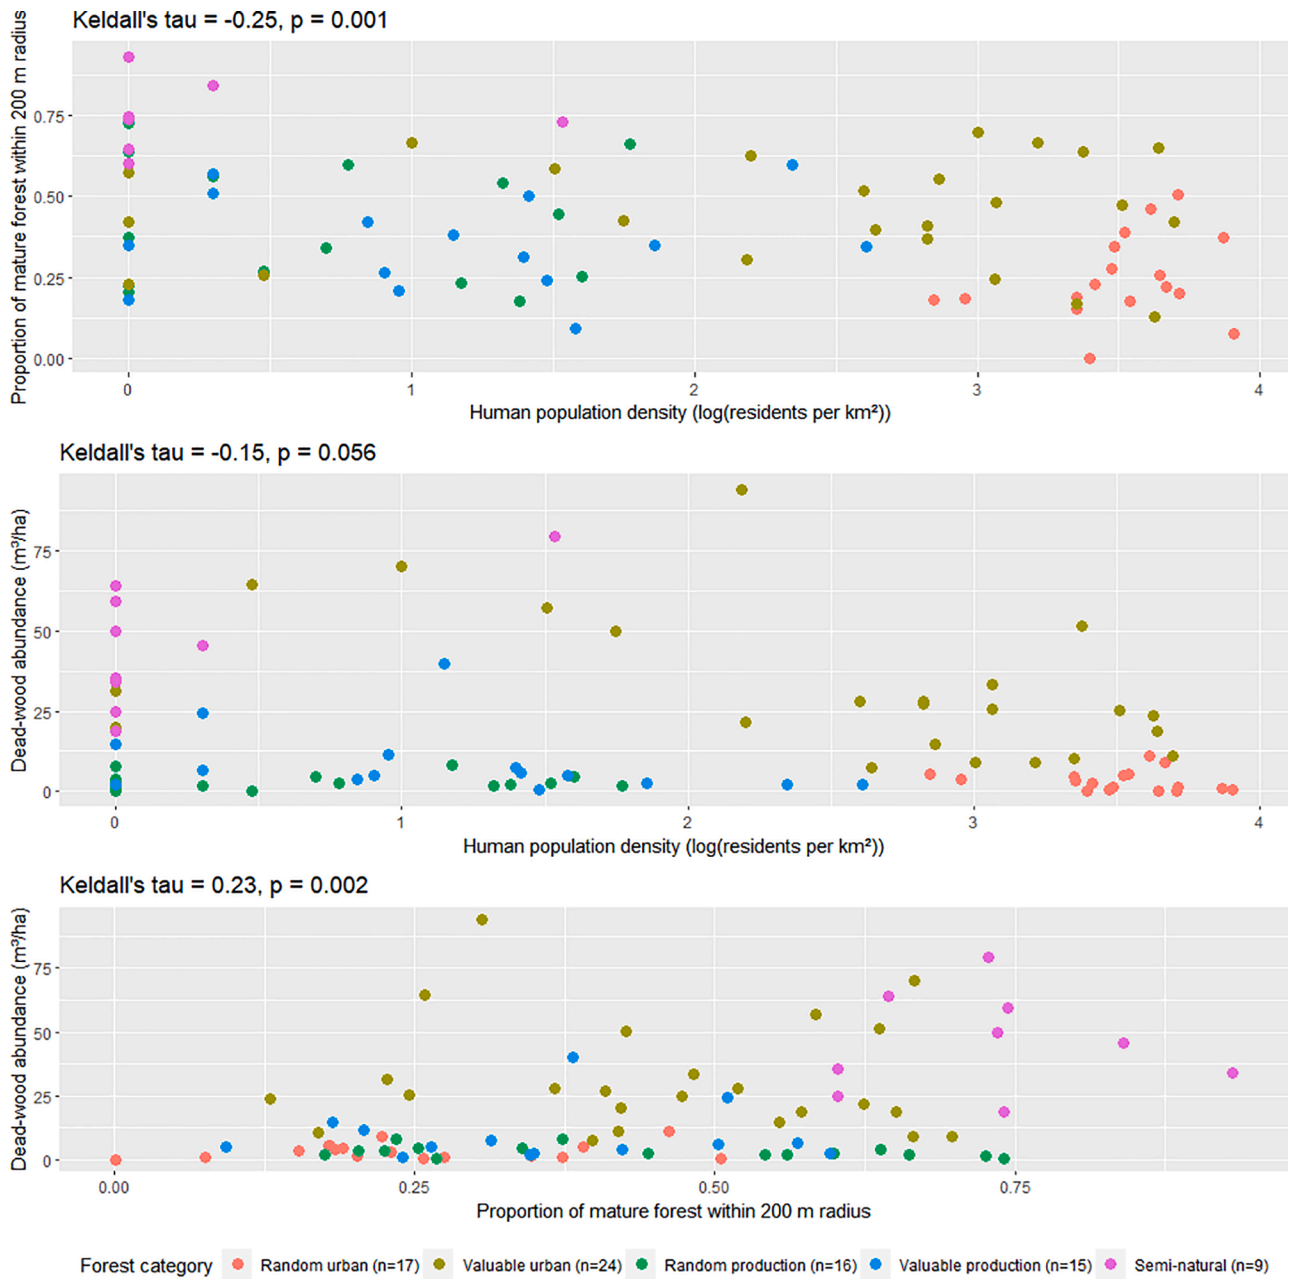 Keldall's tau = -0.25, p = 0.001
Proportion of mature forest within 200 m radius
0.75
0.50
0.25
0.00
0 1 2 3 4
Human population density (log(residents per km²))
Keldall's tau = -0.15, p = 0.056
Dead-wood abundance (m³/ha)
75
50
25
0
0 1 2 3 4
Human population density (log(residents per km²))
Keldall's tau = 0.23, p = 0.002
Dead-wood abundance (m³/ha)
75
50
25
0
0.00 0.25 0.50 0.75
Proportion of mature forest within 200 m radius
Forest category Random urban (n=17) Valuable urban (n=24) Random production (n=16) Valuable production (n=15) Semi-natural (n=9)